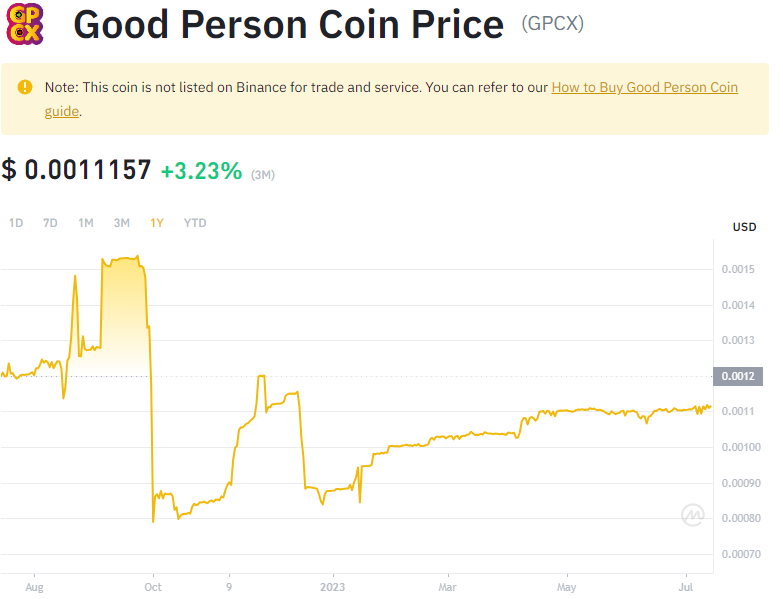 GP
CX
Good Person Coin Price (GPCX)
Note: This coin is not listed on Binance for trade and service. You can refer to our How to Buy Good Person Coin
guide.
$ 0.0011157 +3.23% (3M)
1D 7D 1M 3M 1Y YTD
USD
0.0015
0.0014
0.0013
0.0012
0.0011
0.00100
0.00090
0.00080
0.00070
Aug Oct 9 2023 Mar May Jul